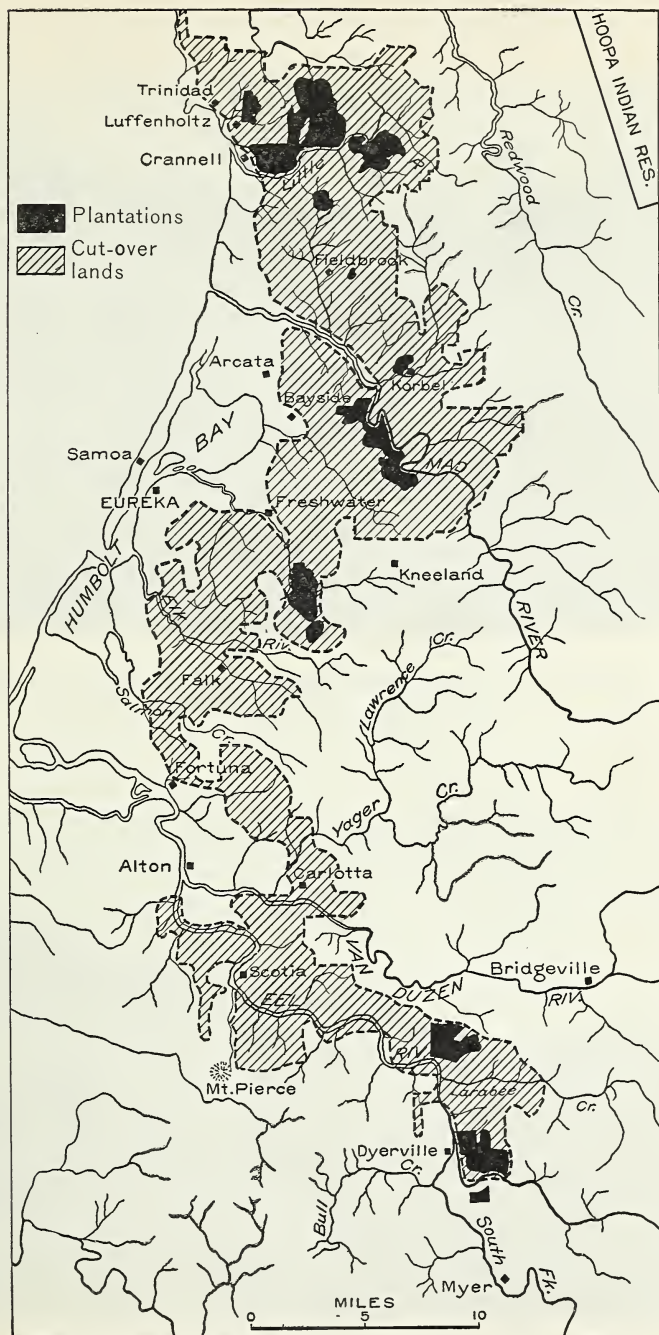 HOOPA INDIAN RES.
Trinidad
Luffenholtz
Crannell
Little
R.
Redwood
Cr.
Plantations
Cut-over
lands
Fieldbrook
Arcata
Korbel
Bayside
BAY
MAD
Samoa
EUREKA
Freshwater
HUMBOLT
Kneeland
RIVER
Elk
Riv.
Cr.
Lawrence
Falk
Salmon
Cr.
Fortuna
Yager
Cr.
Alton
Carlotta
VAN
DUZEN
Bridgeville
RIV.
Scotia
EEL
RIV.
Mt. Pierce
Larabee
Cr.
Dyerville
Cr.
Bull
South
Fk.
Myer
MILES
0 5 10